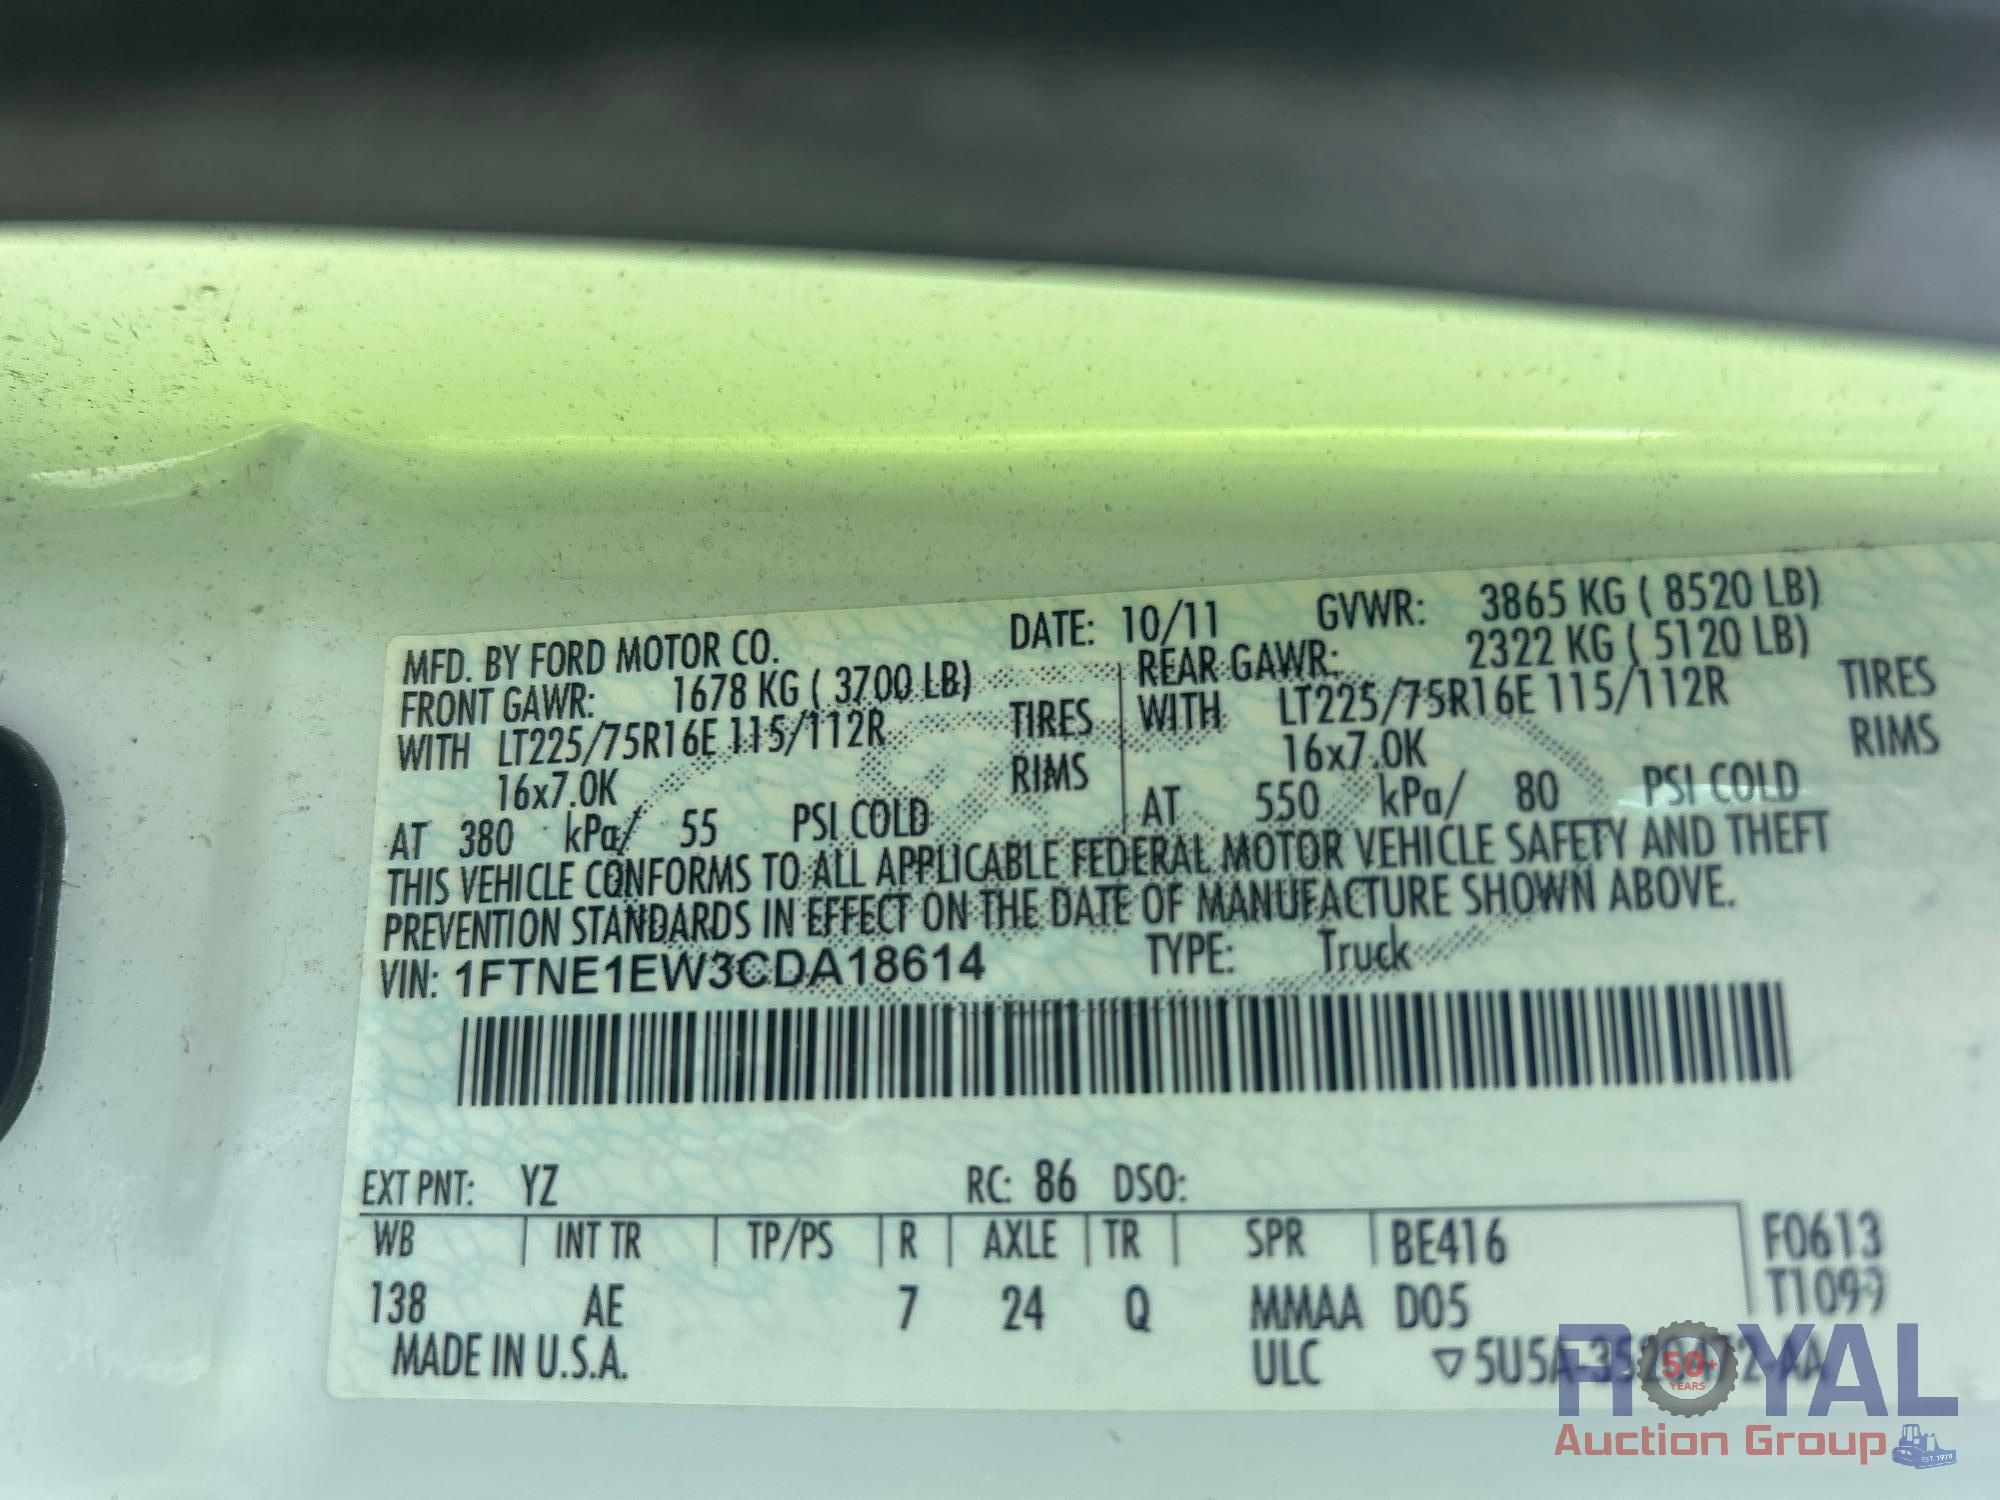 MFD. BY FORD MOTOR CO. DATE: 10/11 GVWR: 3865 KG ( 8520 LB)
FRONT GAWR: 1678 KG ( 3700 LB) REAR GAWR: 2322 KG ( 5120 LB)
WITH LT225/75R16E 115/112R TIRES WITH LT225/75R16E 115/112R TIRES
16x7.0K RIMS 16x7.0K RIMS
AT 380 kPa/ 55 PSI COLD AT 550 kPa/ 80 PSI COLD
THIS VEHICLE CONFORMS TO ALL APPLICABLE FEDERAL MOTOR VEHICLE SAFETY AND THEFT
PREVENTION STANDARDS IN EFFECT ON THE DATE OF MANUFACTURE SHOWN ABOVE.
VIN: 1FTNE1EW3CDA18614 TYPE: Truck
EXT PNT: YZ RC: 86 DSO:
WB INT TR TP/PS R AXLE TR SPR BE416 F0613
138 AE 7 24 Q MMAA D05 T1099
MADE IN U.S.A. ULC
ROYAL
50+
YEARS
Auction Group
EST. 1970